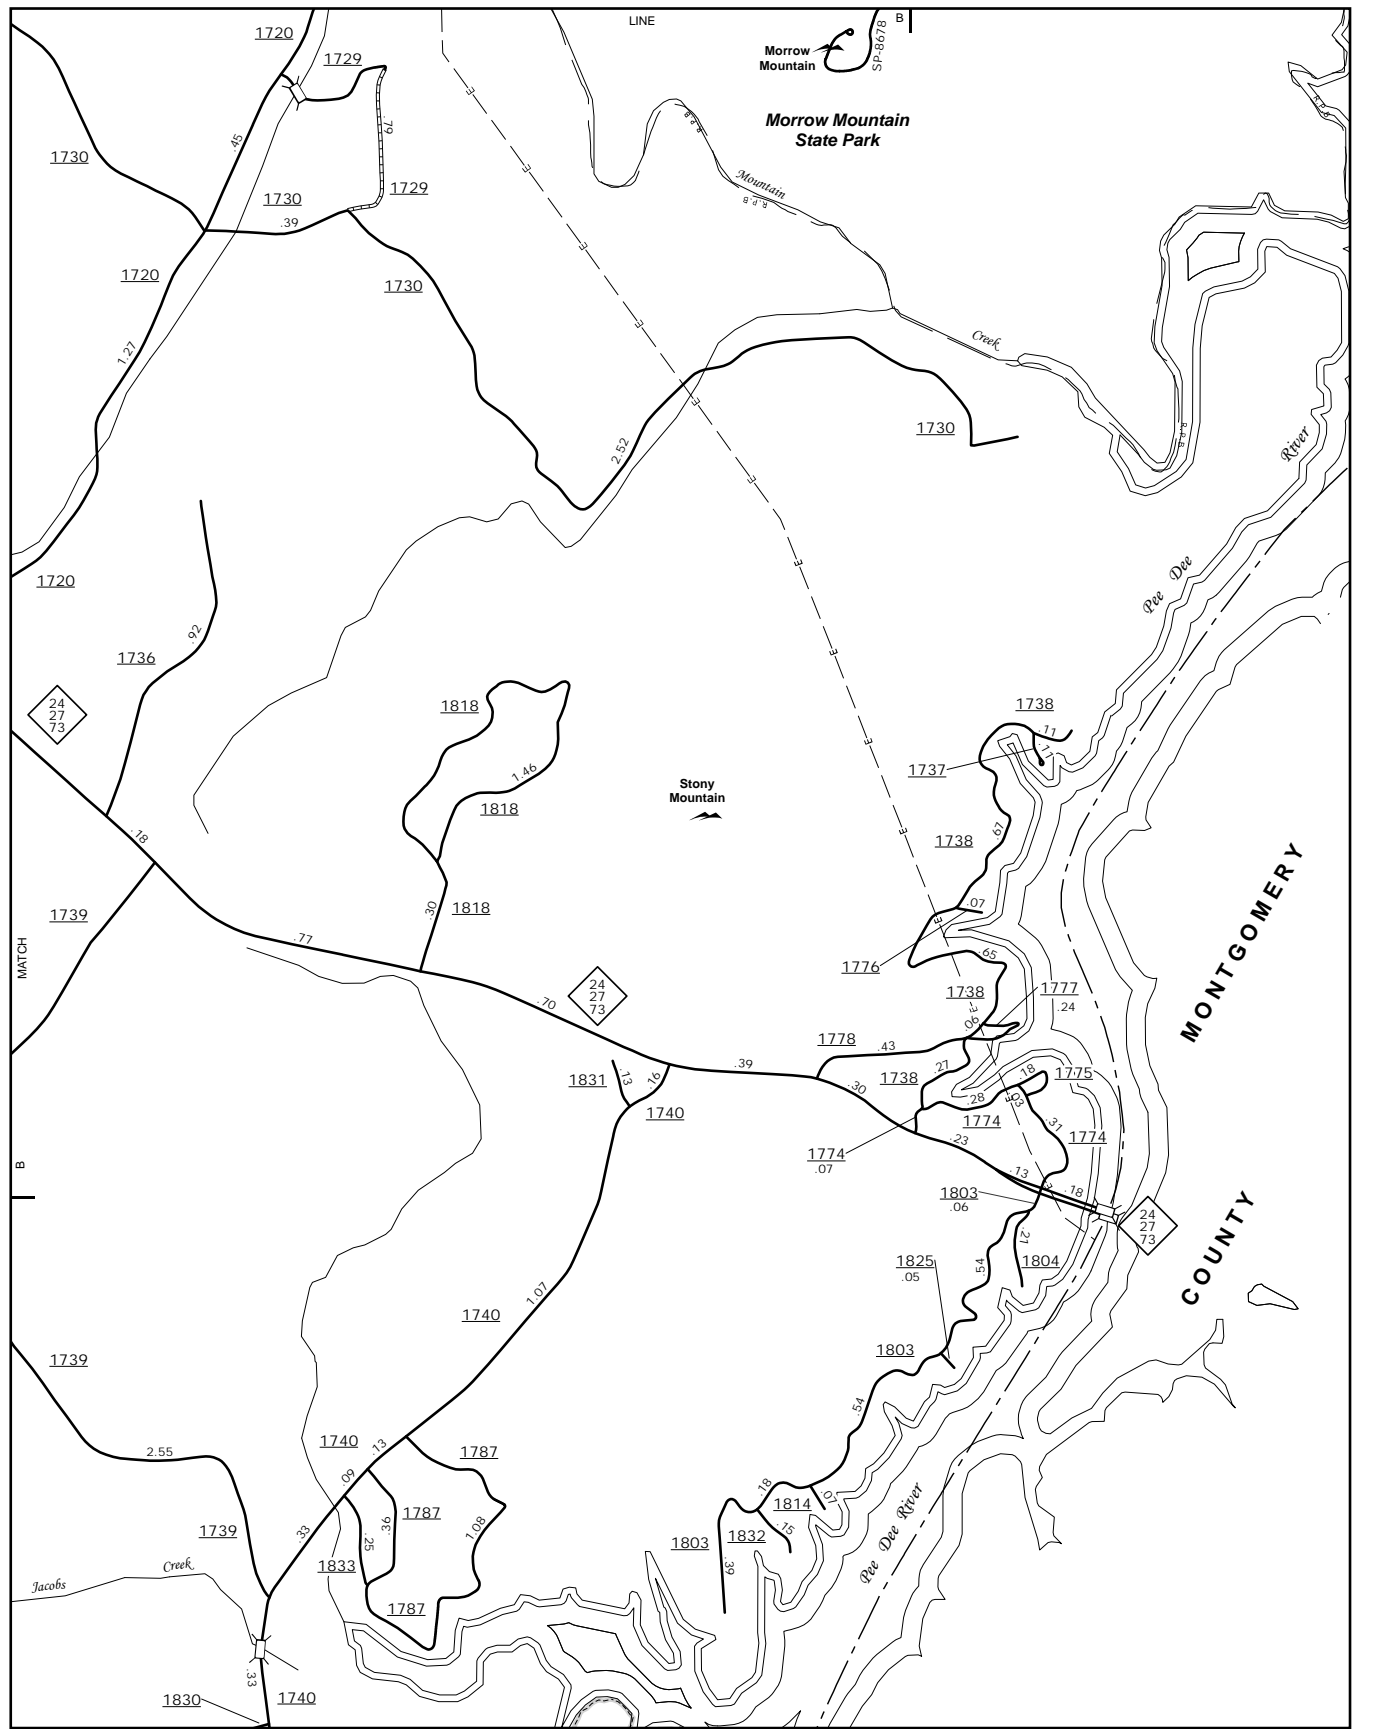 LINE
B
1720
1729
Morrow
Mountain
SP-8678
E
R.P.B
R.P.B
Morrow Mountain
State Park
.45
.79
1730
E
Mountain
R.P.B
1730
1729
.39
E
1720
1730
E
1.27
Creek
E
1730
R.P.B
River
2.52
E
1720
E
Pee Dee
.92
1736
E
24
27
73
1818
1738
.11
E
.11
1737
1.46
Stony
Mountain
1818
.18
E
.67
1738
1739
.30
1818
.07
E
.77
MATCH
MONTGOMERY
.65
1776
24
27
73
.70
1738
1777
.24
E
.06
1778
.43
.39
.27
1831
.13
.16
.30
1738
.18
1775
1740
.28
.03
E
1774
.31
1774
.23
1774
.07
B
.13
E
.18
1803
.06
24
27
73
COUNTY
.21
.54
1804
1825
.05
1.07
1740
1803
1739
.54
1740
.13
2.55
1787
.09
.18
Pee Dee River
1814
.07
.36
1787
1.08
1739
.33
.25
1803
1832
.15
.39
Creek
1833
Jacobs
1787
.33
1830
1740